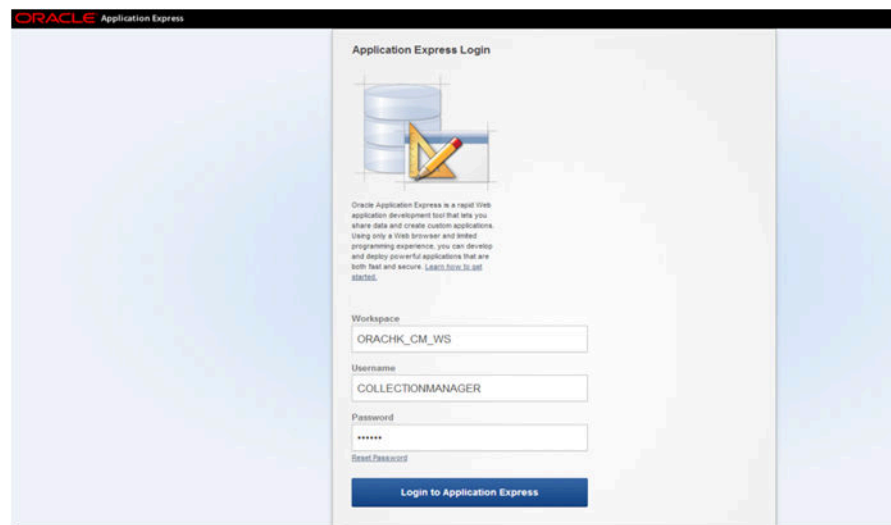 ORACLE Application Express
Application Express Login
Oracle Application Express is a rapid Web
application development tool that lets you
share data and create custom applications.
Using only a Web browser and limited
programming experience, you can develop
and deploy powerful applications that are
both fast and secure. Learn how to get
started.
Workspace
ORACHK_CM_WS
Username
COLLECTIONMANAGER
Password
••••••
Reset Password
Login to Application Express